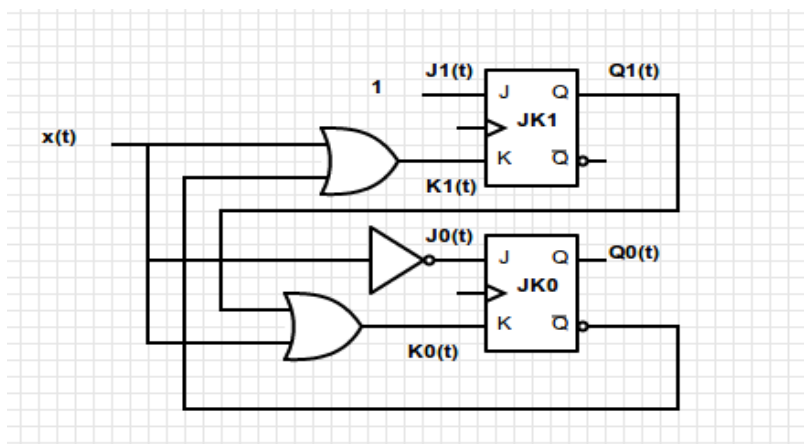 J1(t) Q1(t)
1 J Q
x(t) JK1
K Q̅
K1(t)
J0(t)
J Q Q0(t)
JK0
K Q̅
K0(t)